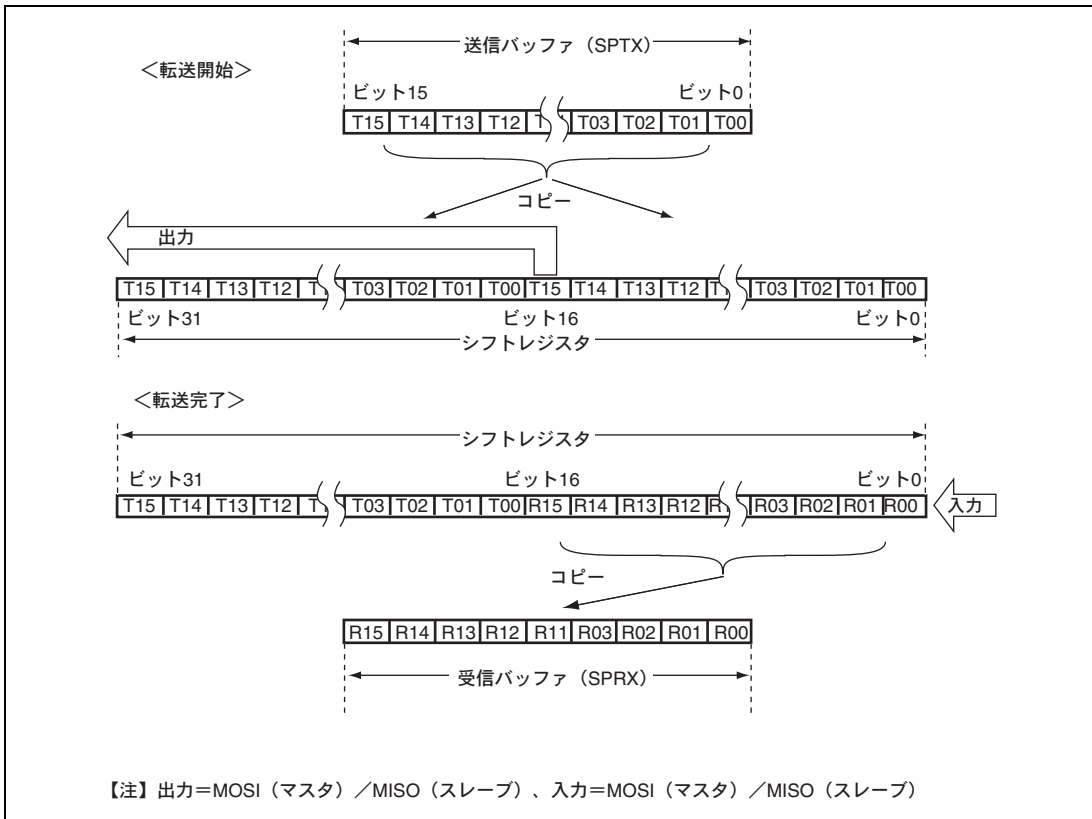 送信バッファ（SPTX）
＜転送開始＞
ビット15 ビット0
T15 T14 T13 T12 T03 T02 T01 T00
コピー
出力
T15 T14 T13 T12 T03 T02 T01 T00 T15 T14 T13 T12 T03 T02 T01 T00
ビット31 ビット16 ビット0
シフトレジスタ
＜転送完了＞
シフトレジスタ
ビット31 ビット16 ビット0
T15 T14 T13 T12 T03 T02 T01 T00 R15 R14 R13 R12 R03 R02 R01 R00
入力
コピー
R15 R14 R13 R12 R11 R03 R02 R01 R00
受信バッファ（SPRX）
【注】出力＝MOSI（マスタ）／MISO（スレーブ）、入力＝MOSI（マスタ）／MISO（スレーブ）